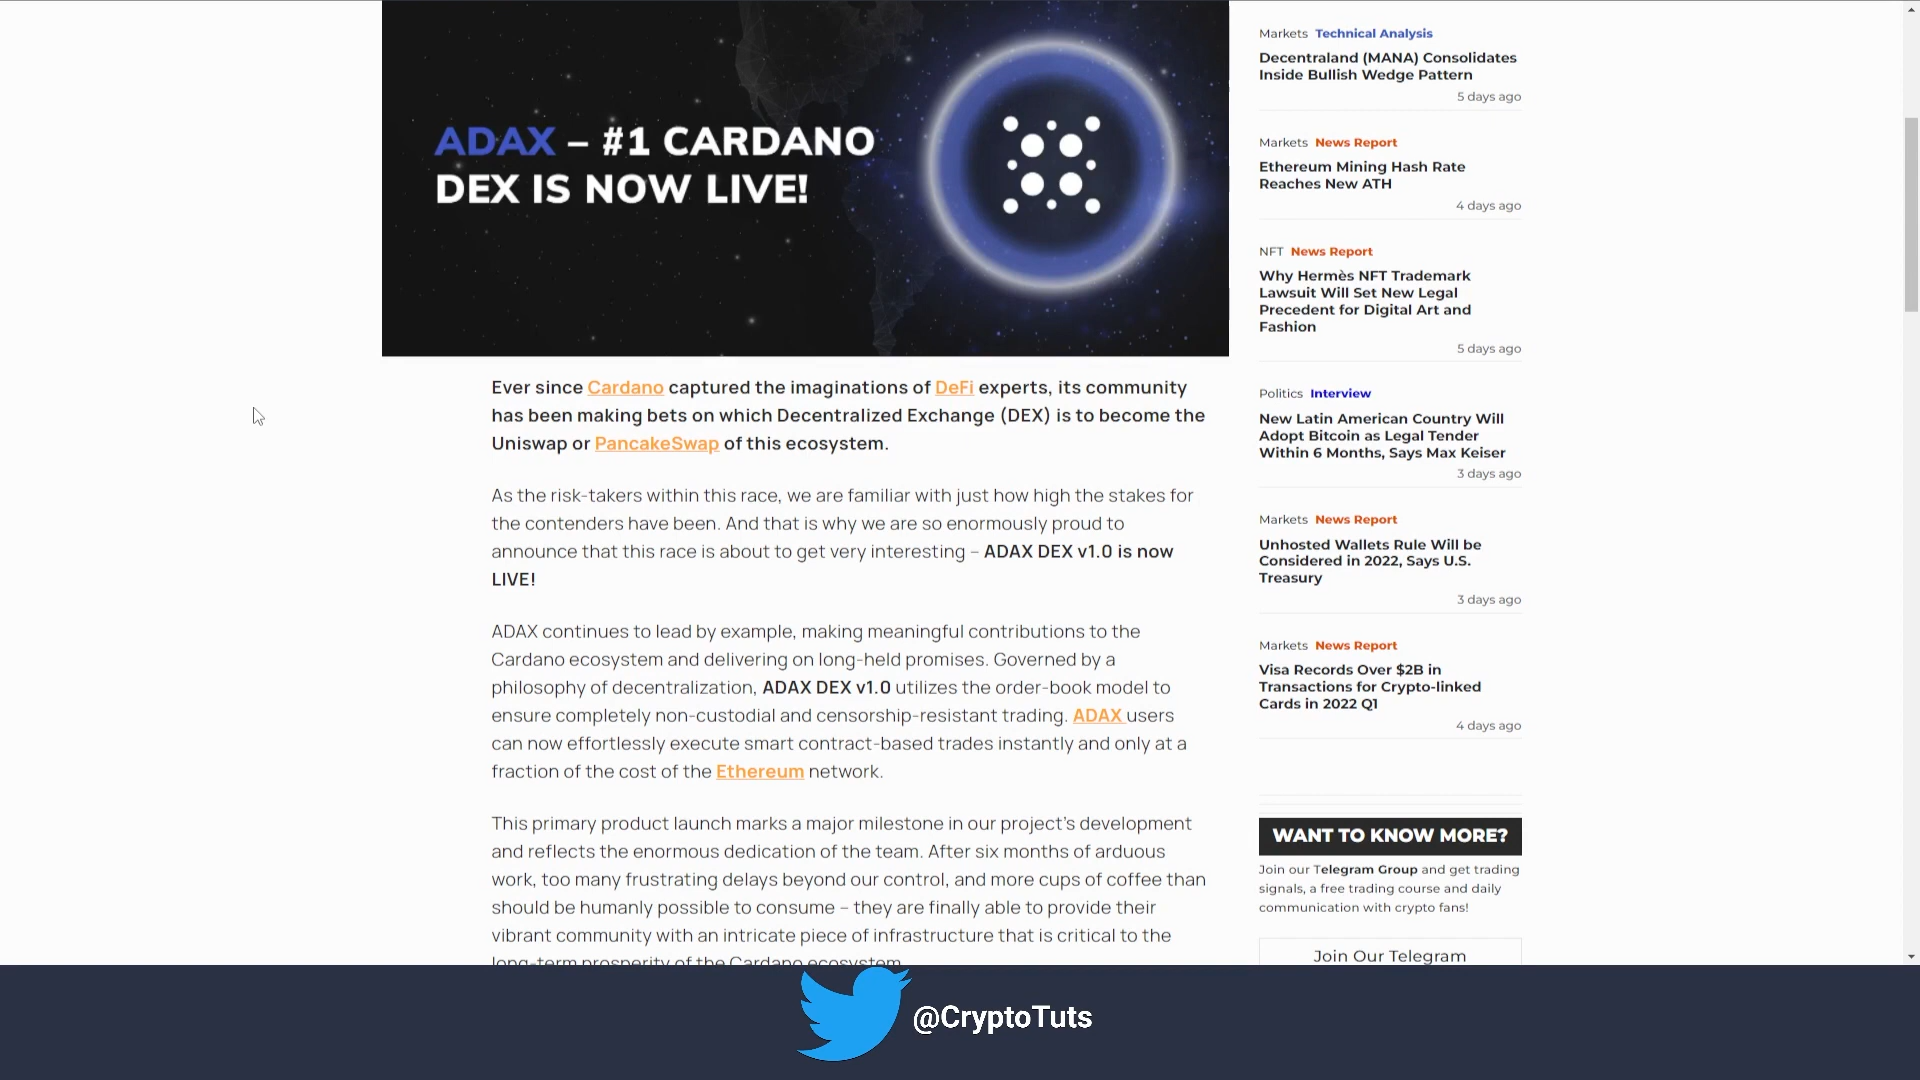 ADAX – #1 CARDANO
DEX IS NOW LIVE!
Ever since Cardano captured the imaginations of DeFi experts, its community
has been making bets on which Decentralized Exchange (DEX) is to become the
Uniswap or PancakeSwap of this ecosystem.
As the risk-takers within this race, we are familiar with just how high the stakes for
the contenders have been. And that is why we are so enormously proud to
announce that this race is about to get very interesting – ADAX DEX v1.0 is now
LIVE!
ADAX continues to lead by example, making meaningful contributions to the
Cardano ecosystem and delivering on long-held promises. Governed by a
philosophy of decentralization, ADAX DEX v1.0 utilizes the order-book model to
ensure completely non-custodial and censorship-resistant trading. ADAX users
can now effortlessly execute smart contract-based trades instantly and only at a
fraction of the cost of the Ethereum network.
This primary product launch marks a major milestone in our project's development
and reflects the enormous dedication of the team. After six months of arduous
work, too many frustrating delays beyond our control, and more cups of coffee than
should be humanly possible to consume – they are finally able to provide their
vibrant community with an intricate piece of infrastructure that is critical to the
long-term prosperity of the Cardano ecosystem.
Markets Technical Analysis
Decentraland (MANA) Consolidates
Inside Bullish Wedge Pattern
5 days ago
Markets News Report
Ethereum Mining Hash Rate
Reaches New ATH
4 days ago
NFT News Report
Why Hermès NFT Trademark
Lawsuit Will Set New Legal
Precedent for Digital Art and
Fashion
5 days ago
Politics Interview
New Latin American Country Will
Adopt Bitcoin as Legal Tender
Within 6 Months, Says Max Keiser
3 days ago
Markets News Report
Unhosted Wallets Rule Will be
Considered in 2022, Says U.S.
Treasury
3 days ago
Markets News Report
Visa Records Over $2B in
Transactions for Crypto-linked
Cards in 2022 Q1
4 days ago
WANT TO KNOW MORE?
Join our Telegram Group and get trading
signals, a free trading course and daily
communication with crypto fans!
Join Our Telegram
@CryptoTuts